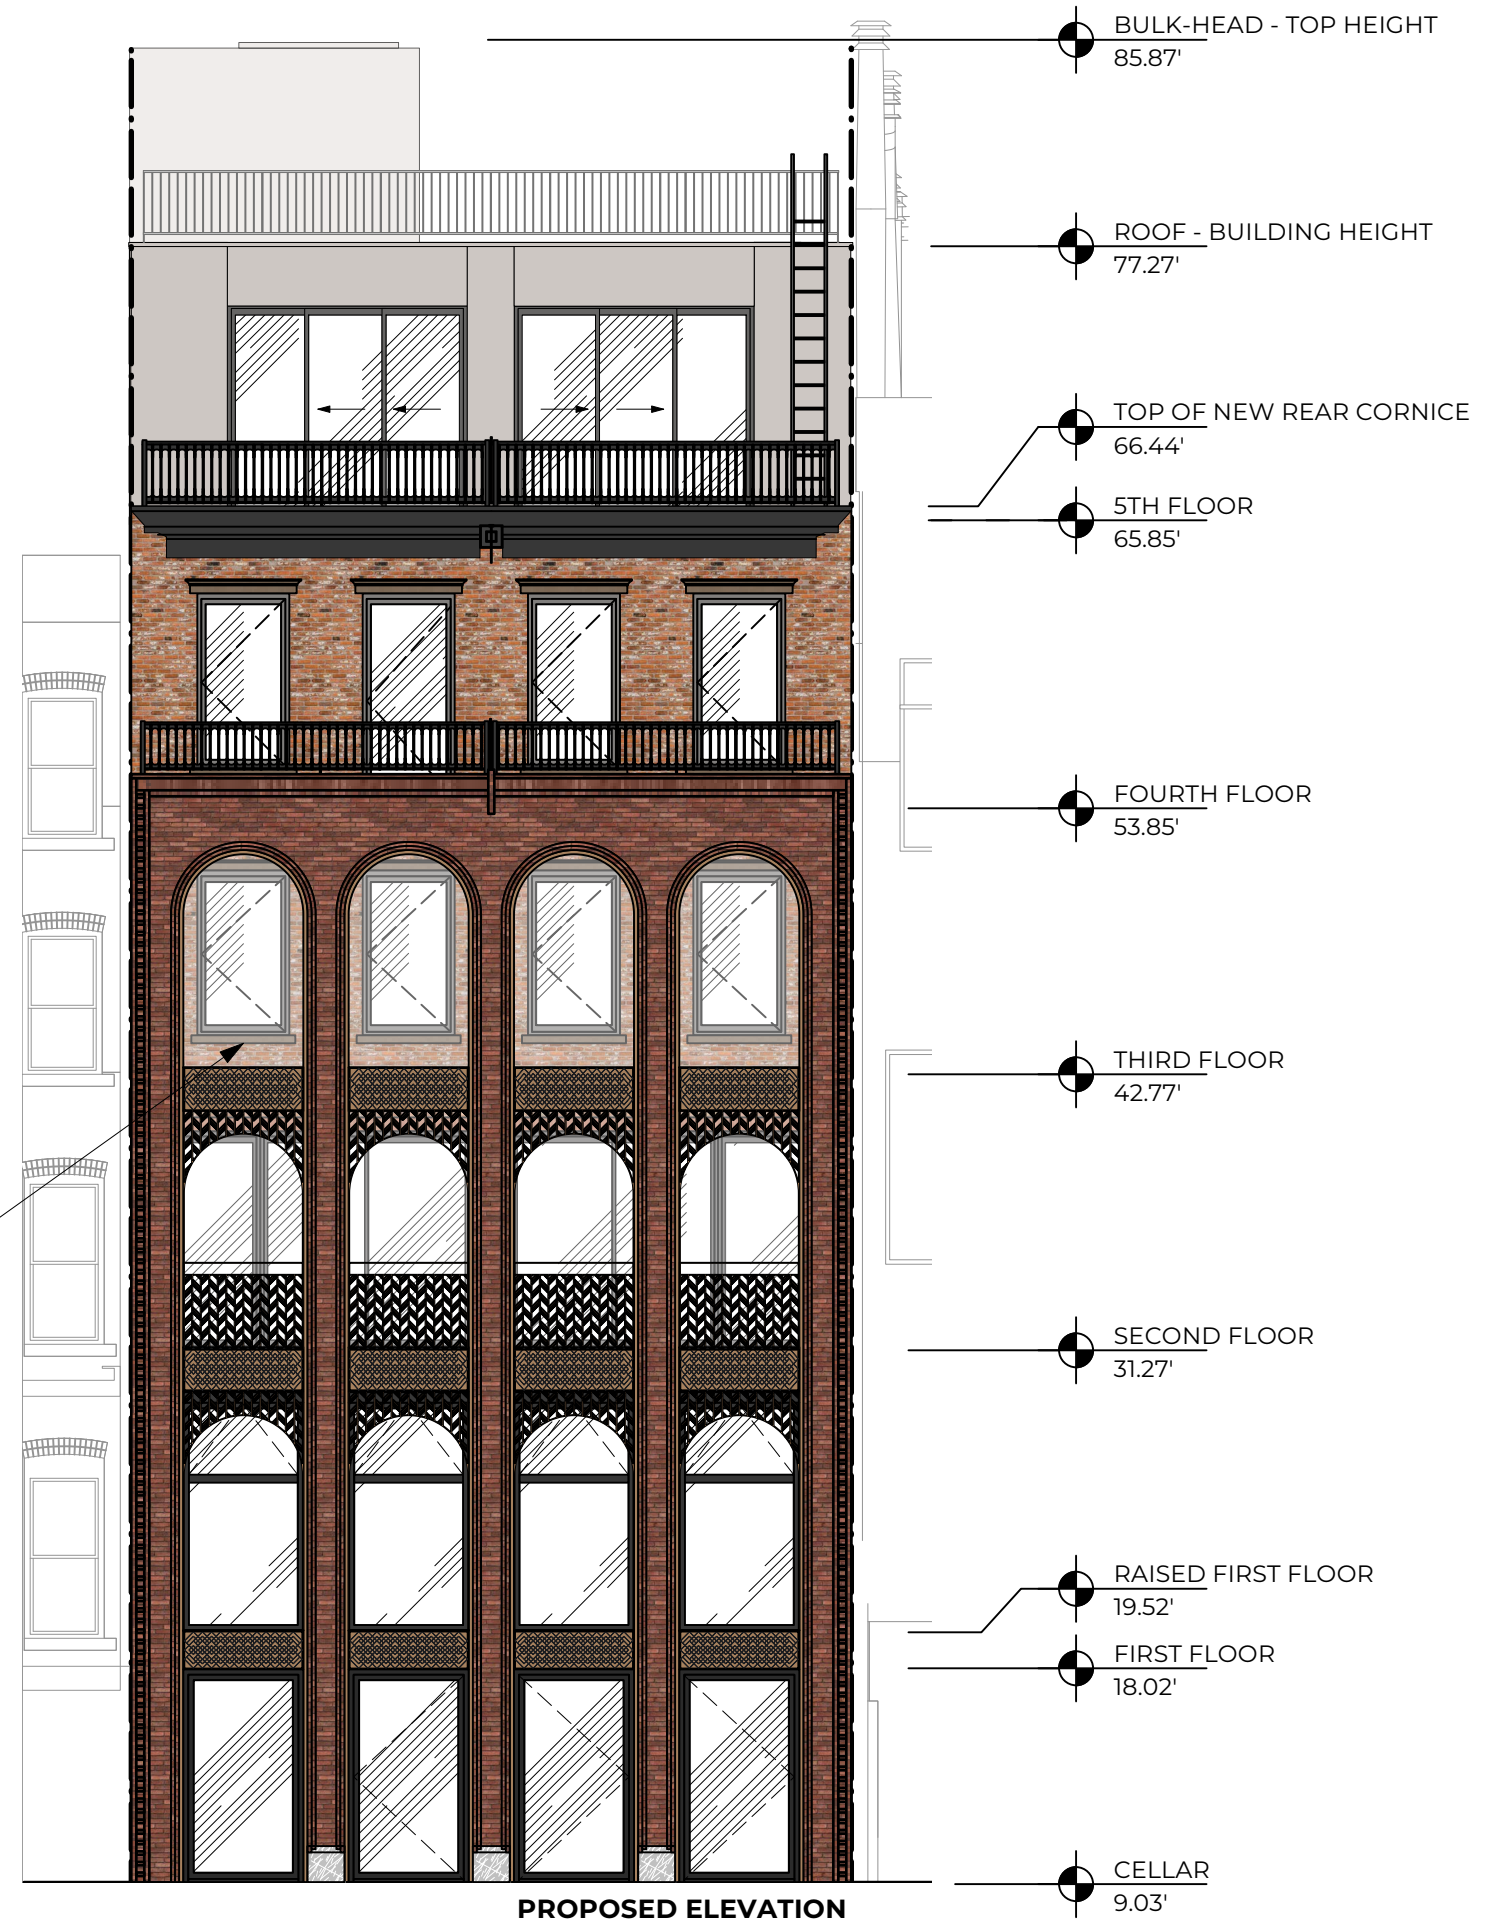 BULK-HEAD - TOP HEIGHT
85.87'
ROOF - BUILDING HEIGHT
77.27'
TOP OF NEW REAR CORNICE
66.44'
5TH FLOOR
65.85'
FOURTH FLOOR
53.85'
THIRD FLOOR
42.77'
SECOND FLOOR
31.27'
RAISED FIRST FLOOR
19.52'
FIRST FLOOR
18.02'
CELLAR
9.03'
PROPOSED ELEVATION